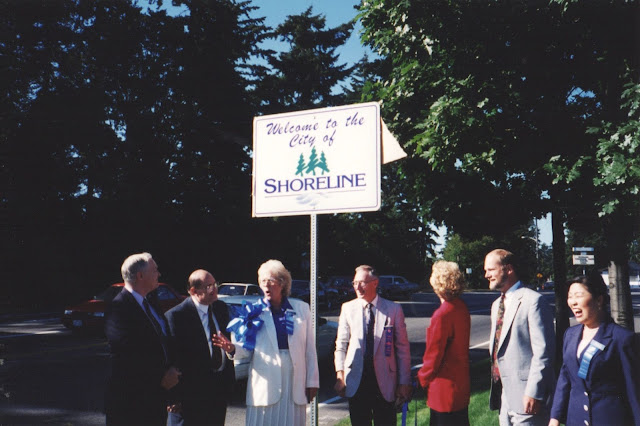 Welcome to the
City of
SHORELINE